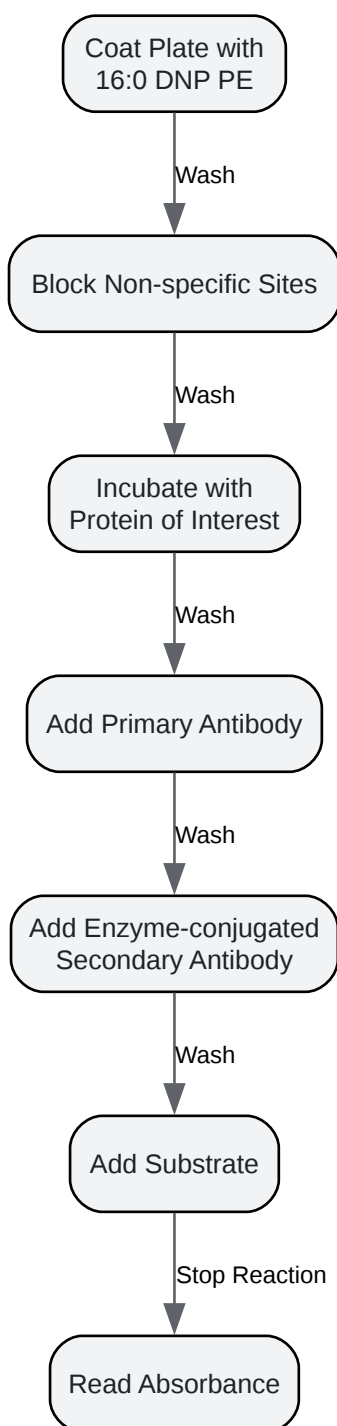 Coat Plate with
16:0 DNP PE
Wash
Block Non-specific Sites
Wash
Incubate with
Protein of Interest
Wash
Add Primary Antibody
Wash
Add Enzyme-conjugated
Secondary Antibody
Wash
Add Substrate
Stop Reaction
Read Absorbance